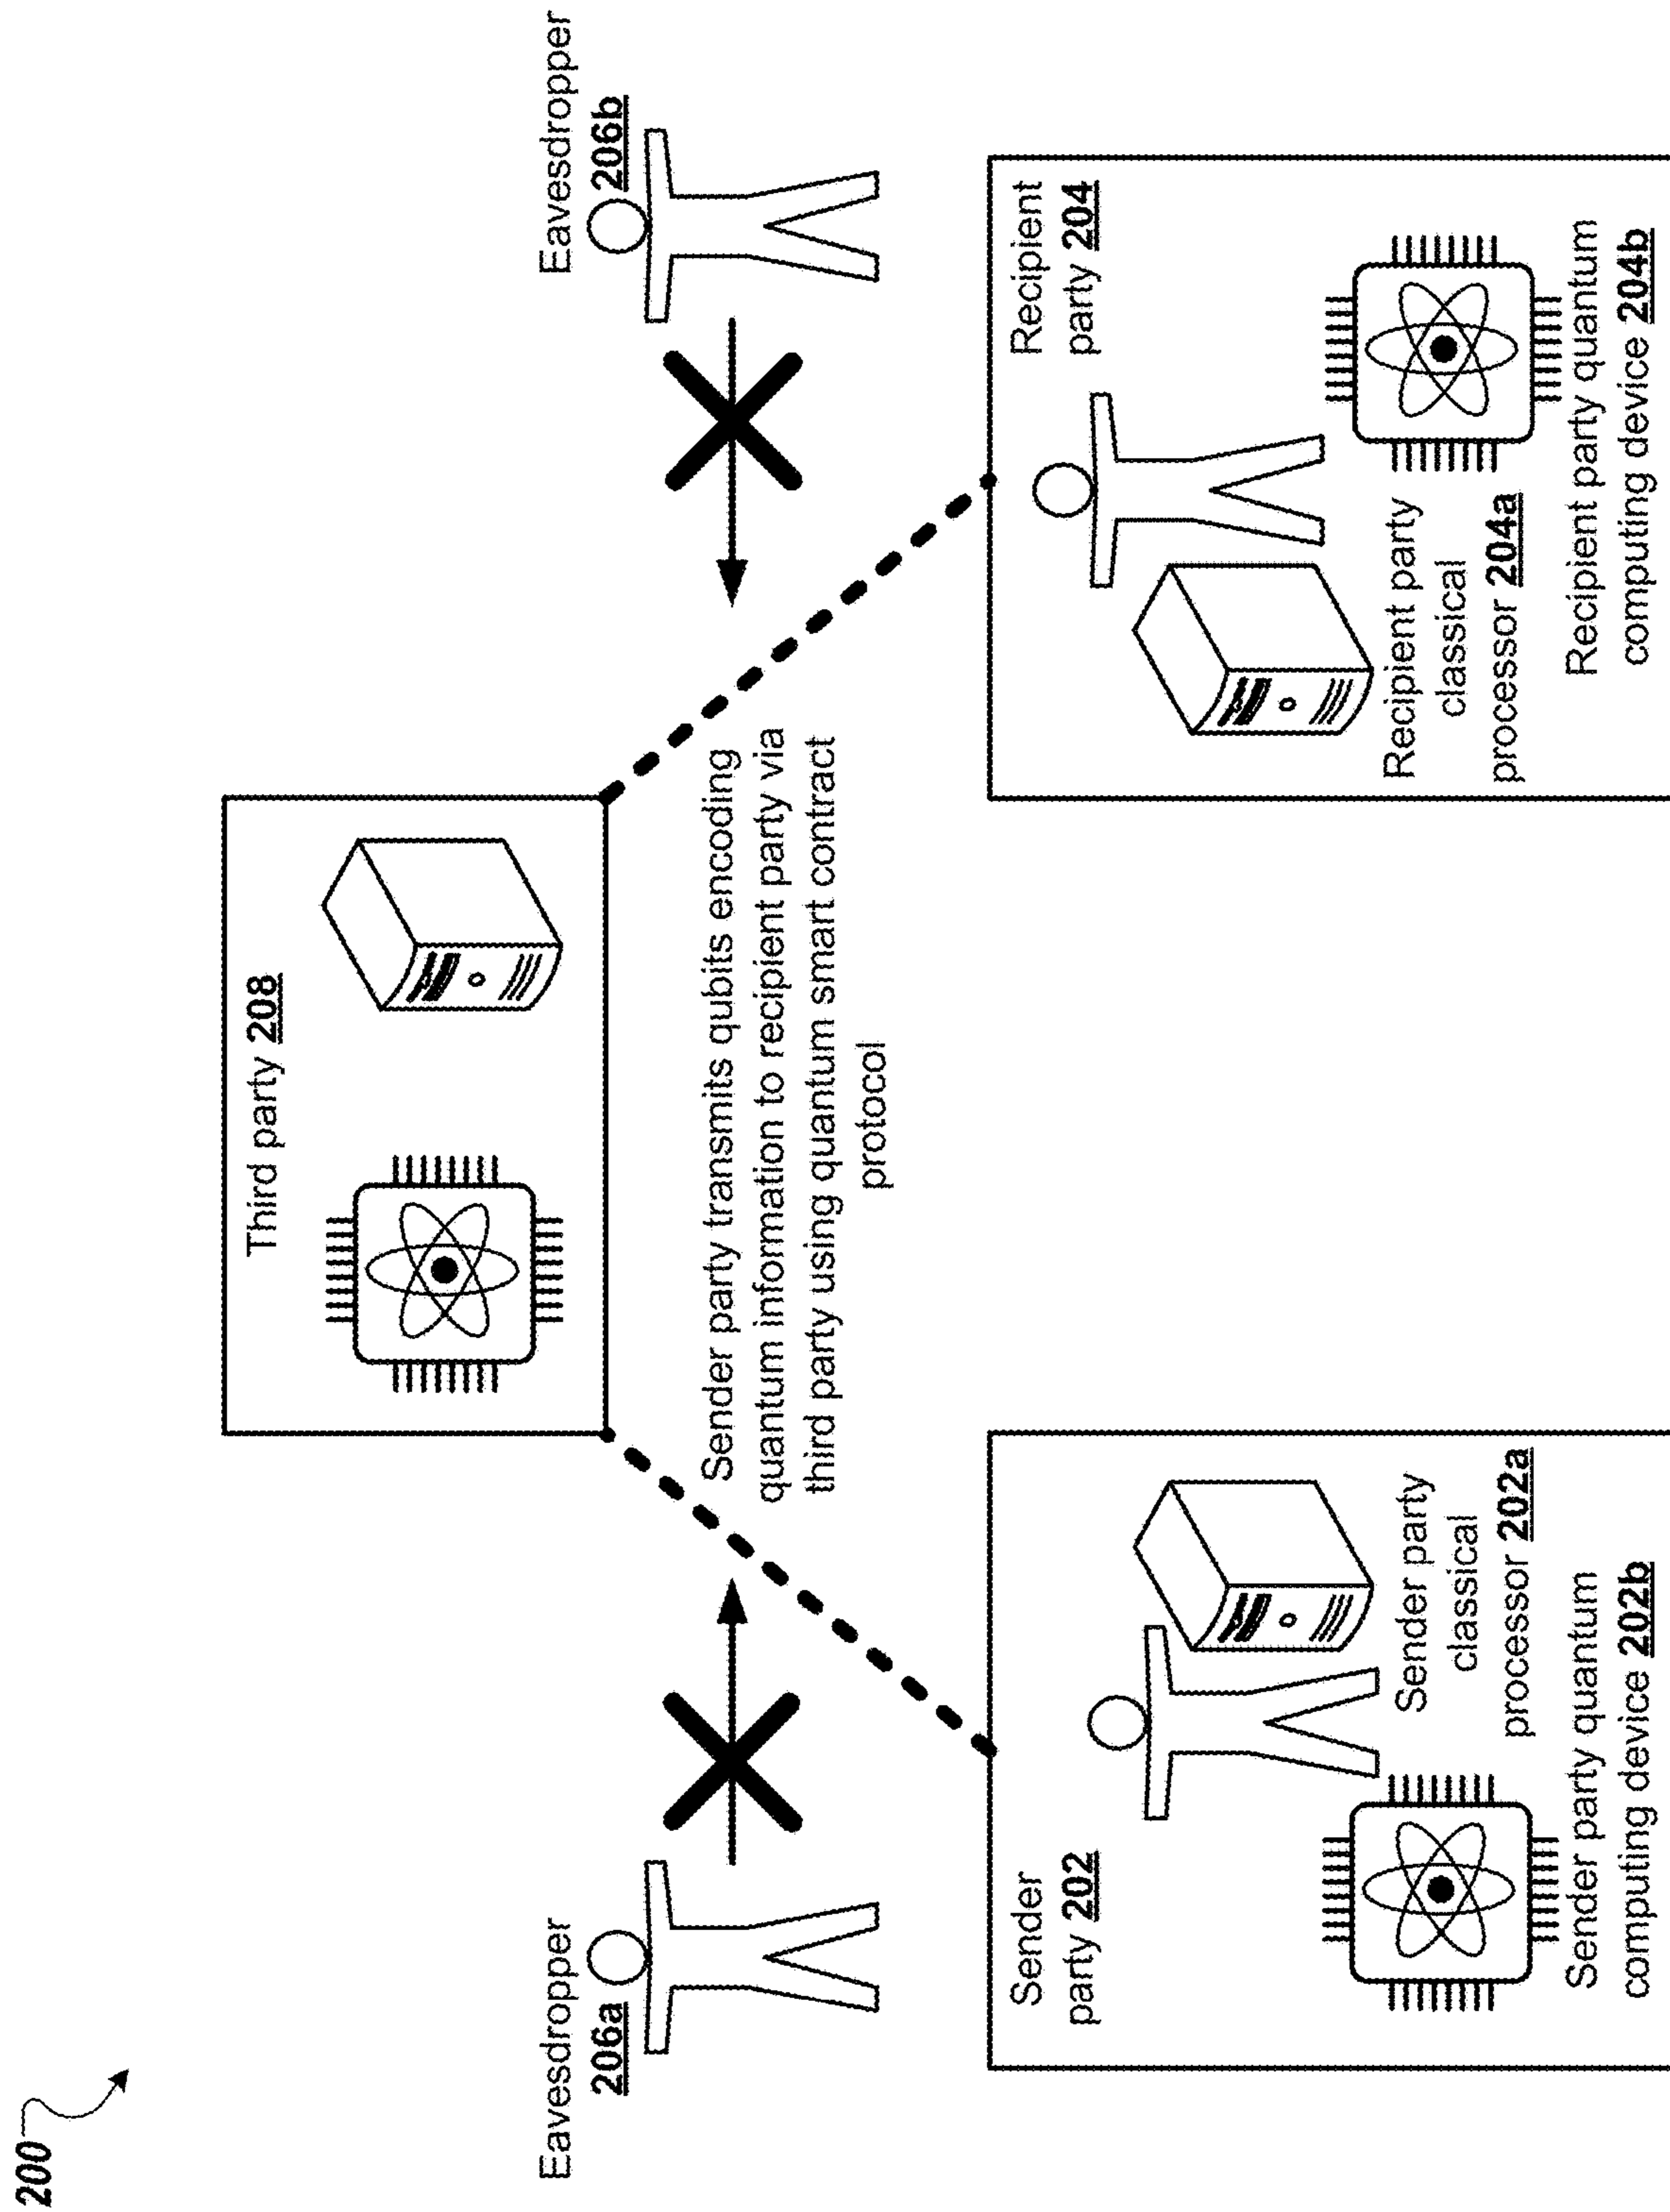 200
Third party 208
Eavesdropper
206a
Eavesdropper
206b
Sender party transmits qubits encoding
quantum information to recipient party via
third party using quantum smart contract
protocol
Sender
party 202
Sender party
classical
processor 202a
Sender party quantum
computing device 202b
Recipient
party 204
Recipient party
classical
processor 204a
Recipient party quantum
computing device 204b